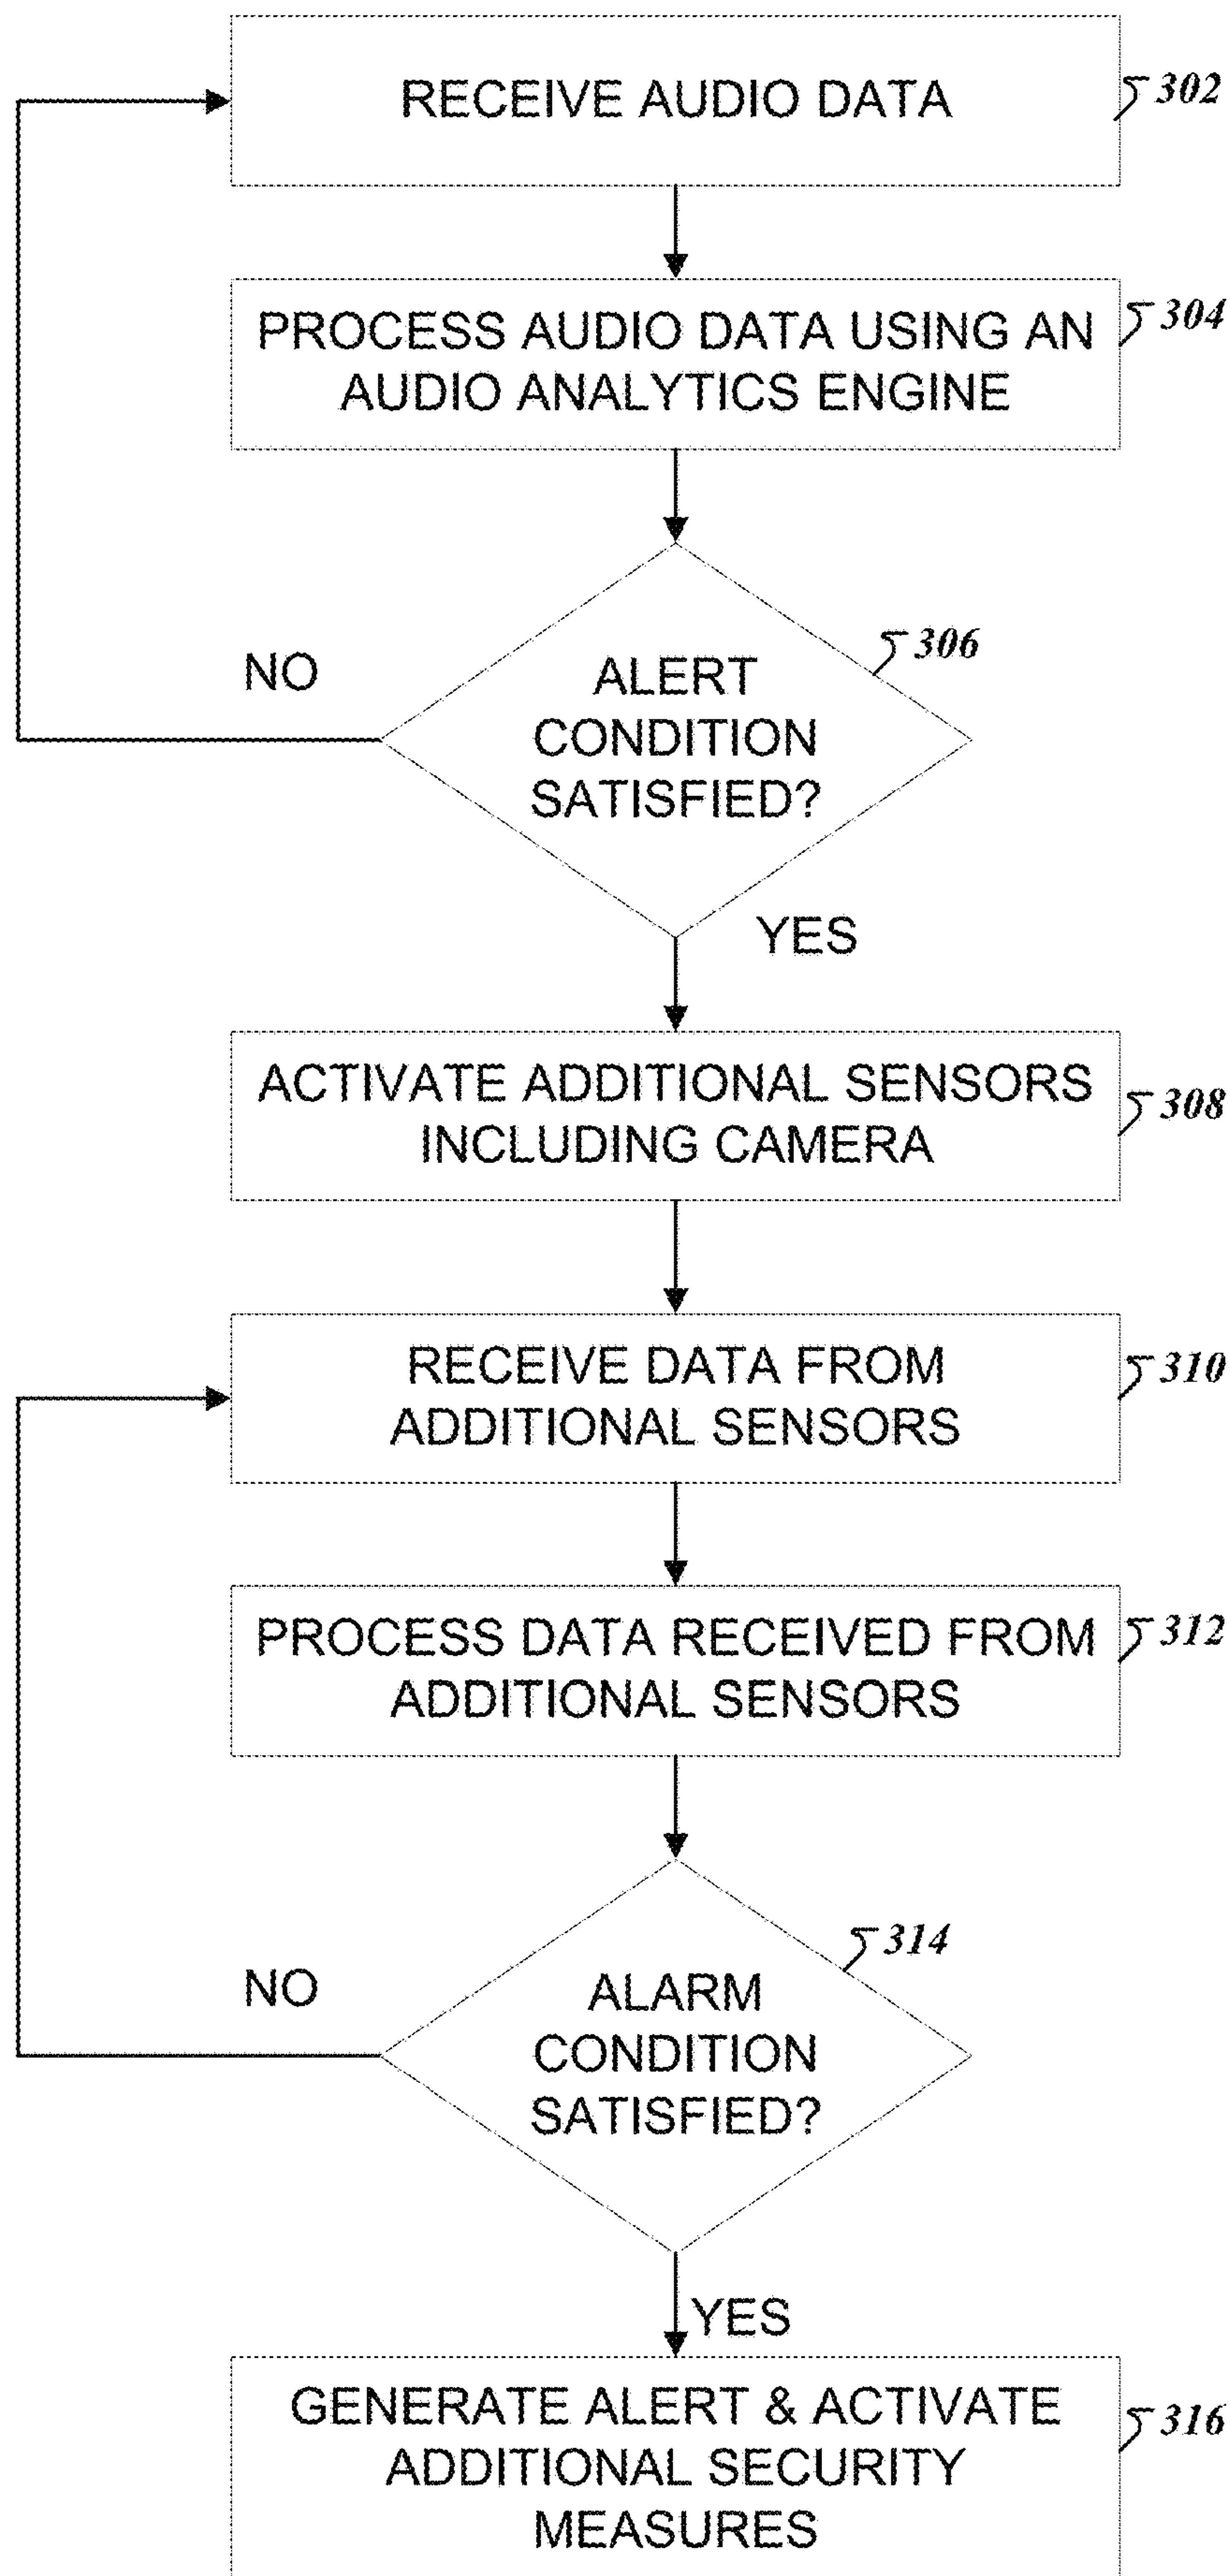 RECEIVE AUDIO DATA
302
PROCESS AUDIO DATA USING AN
AUDIO ANALYTICS ENGINE
304
ALERT
CONDITION
SATISFIED?
306
NO
YES
ACTIVATE ADDITIONAL SENSORS
INCLUDING CAMERA
308
RECEIVE DATA FROM
ADDITIONAL SENSORS
310
PROCESS DATA RECEIVED FROM
ADDITIONAL SENSORS
312
ALARM
CONDITION
SATISFIED?
314
NO
YES
GENERATE ALERT & ACTIVATE
ADDITIONAL SECURITY
MEASURES
316